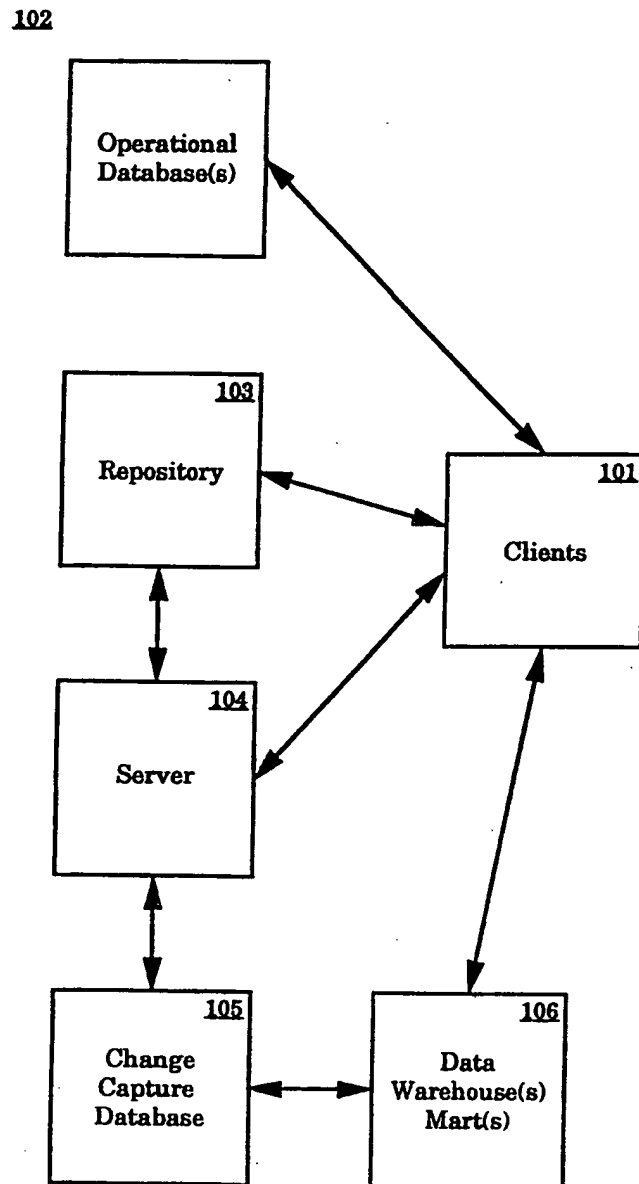 102
Operational
Database(s)
103
Repository
101
Clients
104
Server
105
Change
Capture
Database
106
Data
Warehouse(s)
Mart(s)